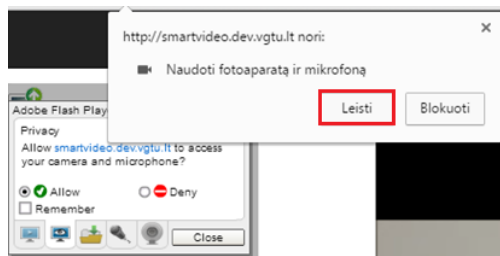 http://smartvideo.dev.vgtu.lt nori:
Naudoti fotoaparatą ir mikrofoną
Leisti
Blokuoti
Adobe Flash Play
Privacy
Allow smartvideo.dev.vgtu.lt to access
your camera and microphone?
Allow
Deny
Remember
Close